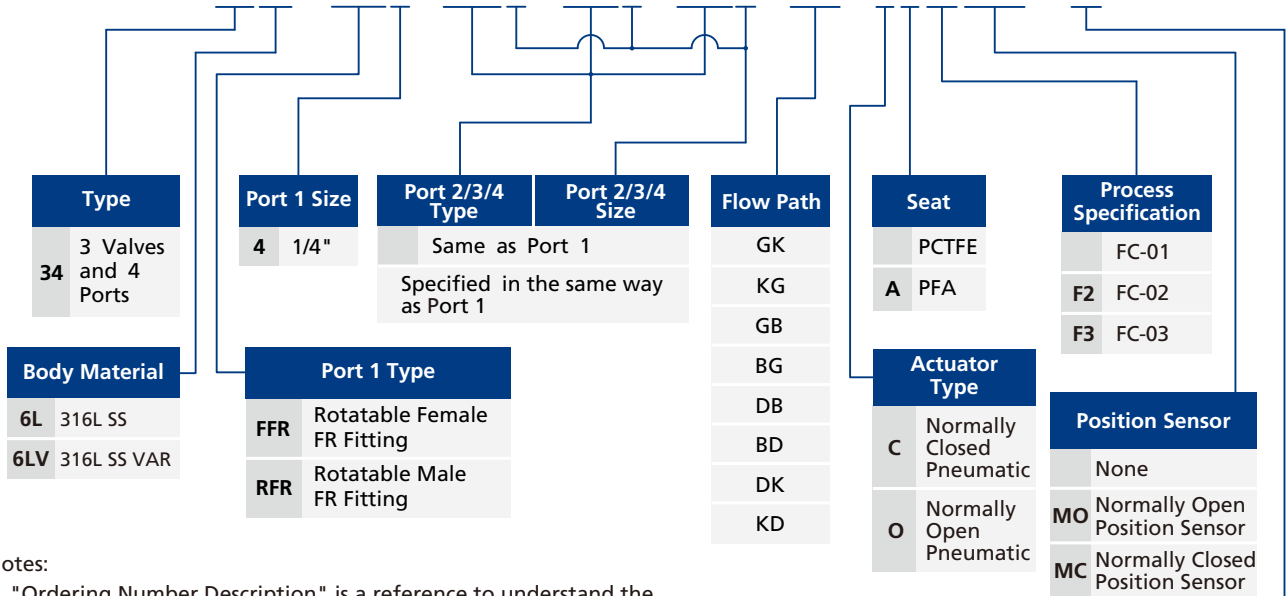 Type
34 3 Valves
and 4
Ports
Port 1 Size
4 1/4"
Port 2/3/4
Type
Port 2/3/4
Size
Same as Port 1
Specified in the same way
as Port 1
Flow Path
GK
KG
GB
BG
DB
BD
DK
KD
Seat
PCTFE
A PFA
Process
Specification
FC-01
F2 FC-02
F3 FC-03
Body Material
6L 316L SS
6LV 316L SS VAR
Port 1 Type
FFR Rotatable Female
FR Fitting
RFR Rotatable Male
FR Fitting
Actuator
Type
C Normally
Closed
Pneumatic
O Normally
Open
Pneumatic
Position Sensor
None
MO Normally Open
Position Sensor
MC Normally Closed
Position Sensor
otes:
"Ordering Number Description" is a reference to understand the